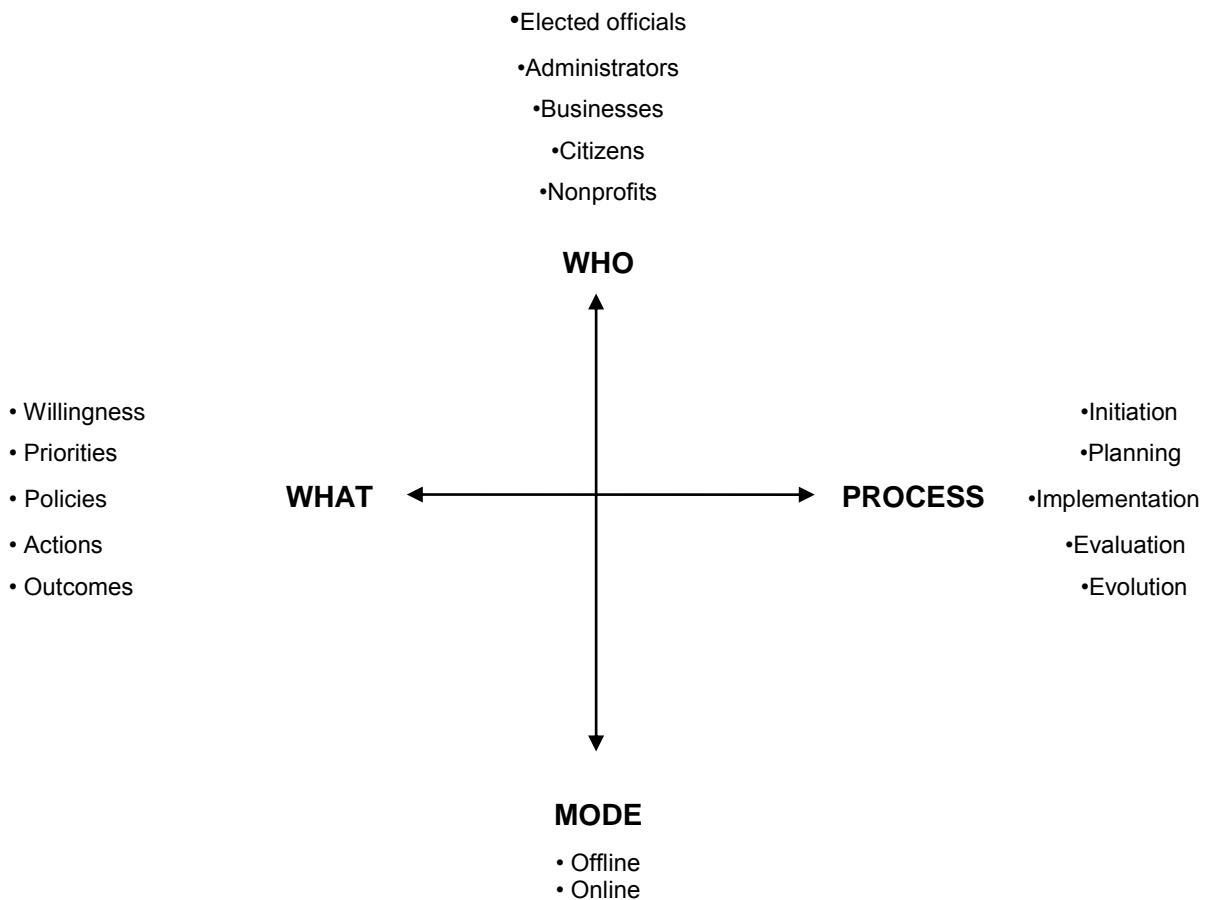 •Elected officials
•Administrators
•Businesses
•Citizens
•Nonprofits
WHO
• Willingness
• Priorities
• Policies
• Actions
• Outcomes
WHAT
PROCESS
•Initiation
•Planning
•Implementation
•Evaluation
•Evolution
MODE
• Offline
• Online